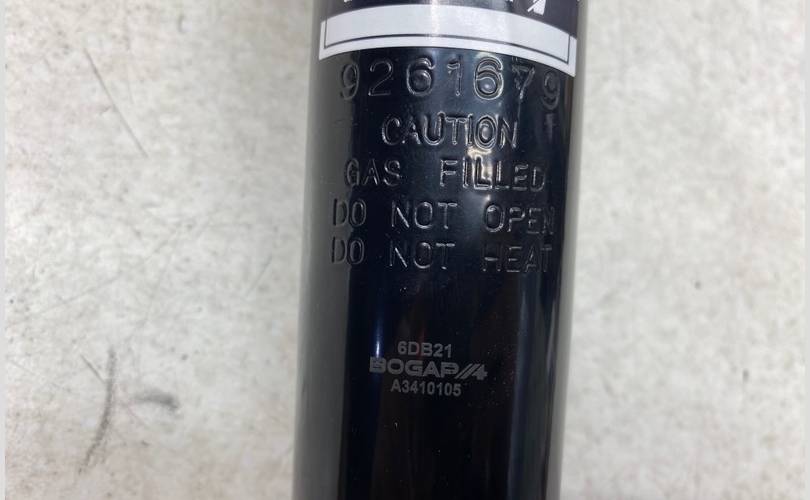 9261679
CAUTION
GAS FILLED
DO NOT OPEN
DO NOT HEAT
6DB21
BOGAP
A3410105